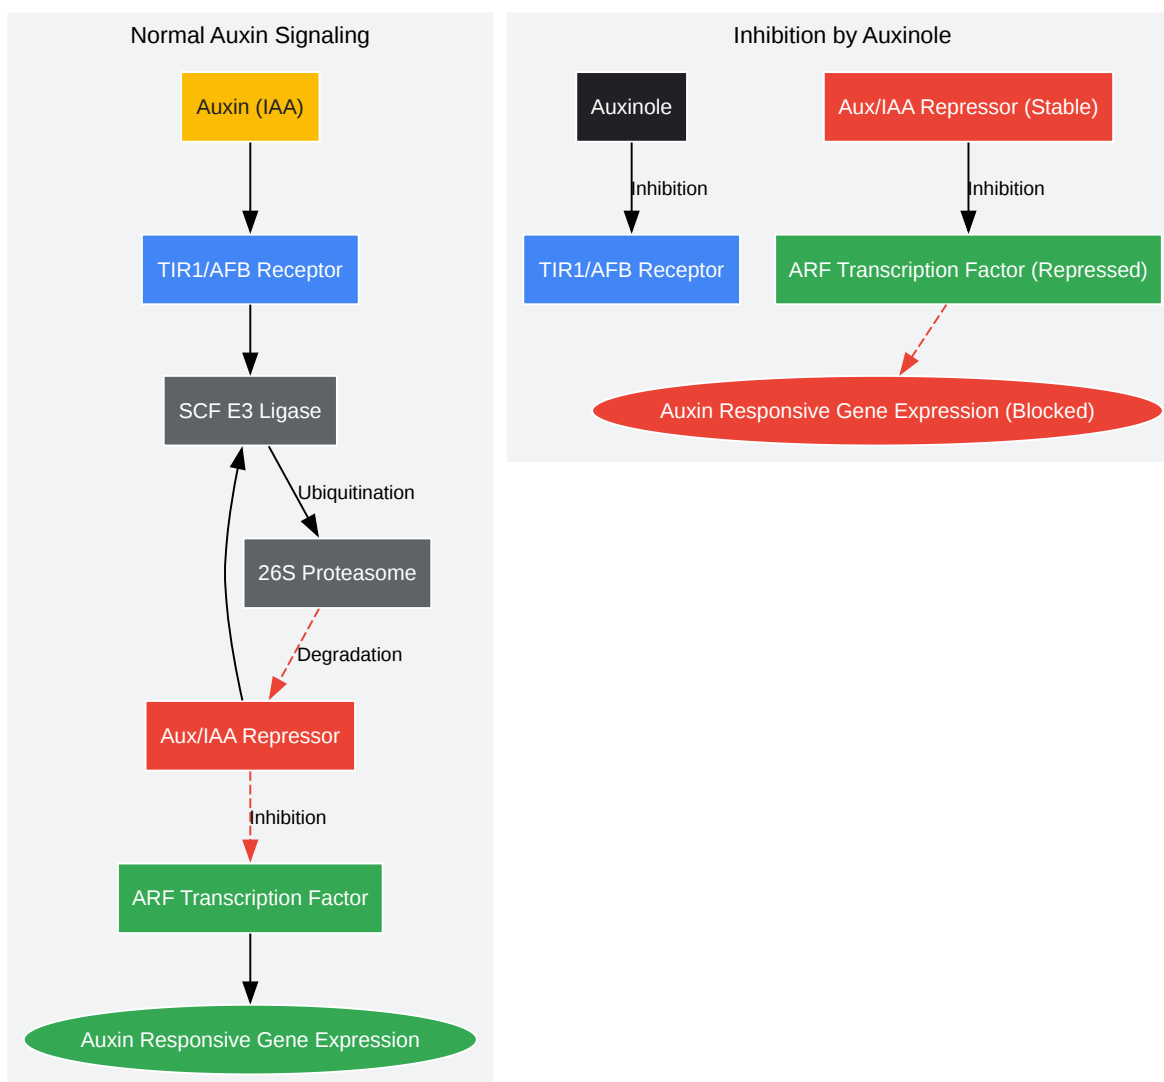 Normal Auxin Signaling
Auxin (IAA)
TIR1/AFB Receptor
SCF E3 Ligase
Ubiquitination
26S Proteasome
Degradation
Aux/IAA Repressor
Inhibition
ARF Transcription Factor
Auxin Responsive Gene Expression
Inhibition by Auxinole
Auxinole
Aux/IAA Repressor (Stable)
Inhibition
Inhibition
TIR1/AFB Receptor
ARF Transcription Factor (Repressed)
Auxin Responsive Gene Expression (Blocked)